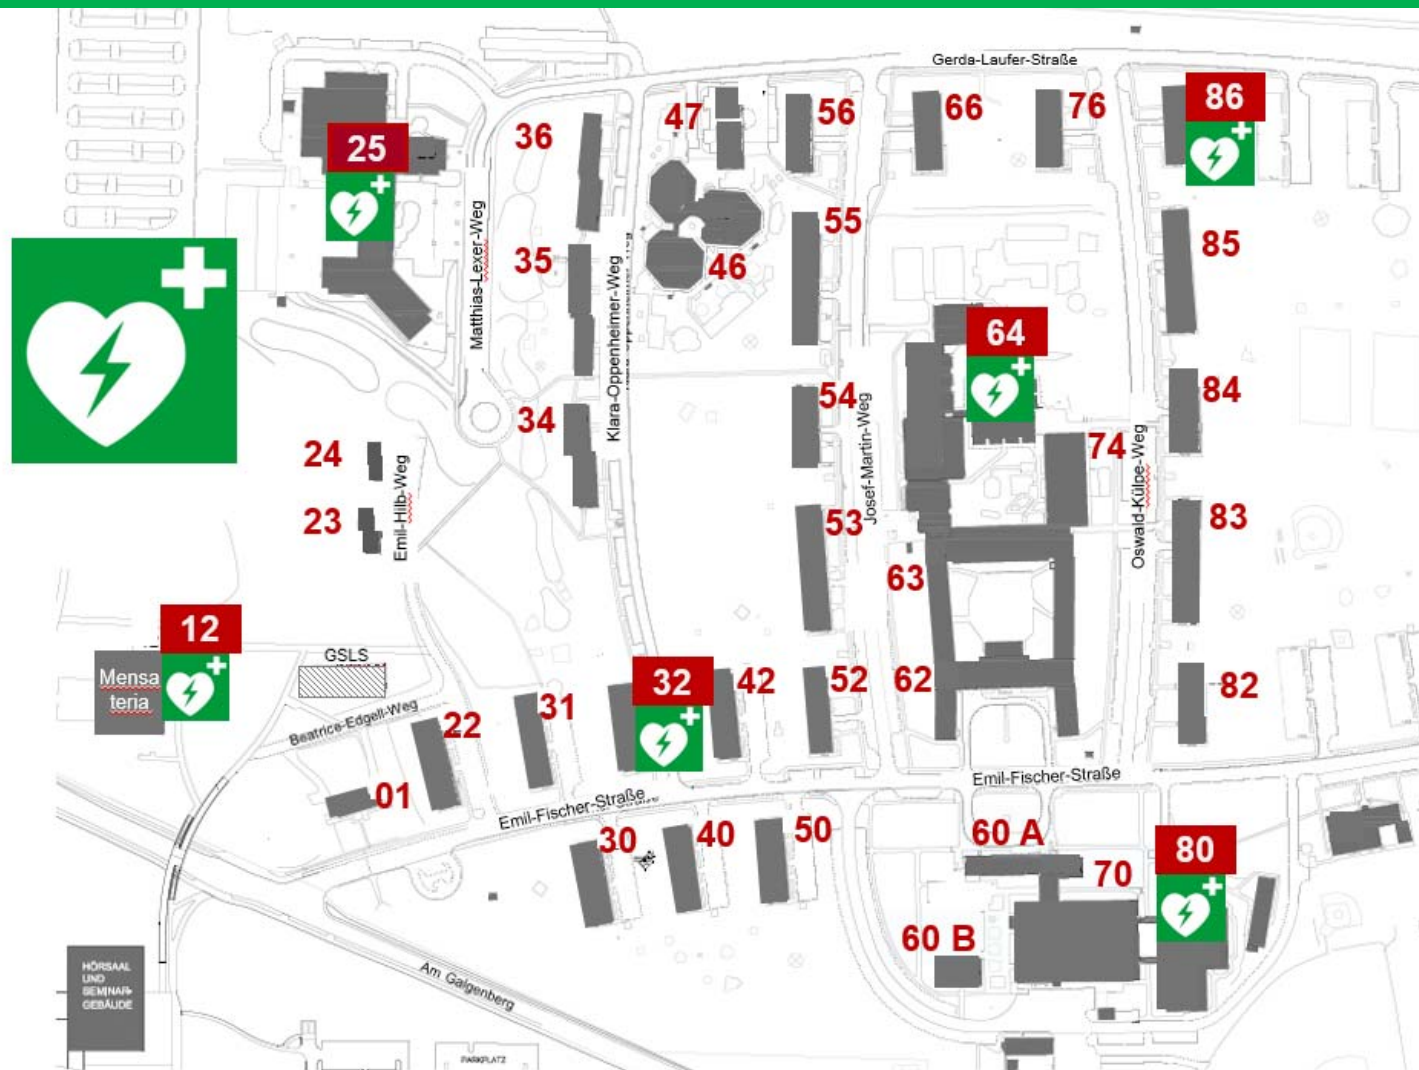 Gerda-Laufer-Straße
86
47
56
66
76
36
25
Matthias-Lexer-Weg
55
85
35
46
Klara-Oppenheimer-Weg
64
54
84
34
Josef-Martin-Weg
74
24
Oswald-Külpe-Weg
Emil-Hilb-Weg
23
53
83
63
12
GSLS
Mensa
teria
32
42
52
62
82
31
22
Beatrice-Edgell-Weg
Emil-Fischer-Straße
01
Emil-Fischer-Straße
30
40
50
60 A
70
80
60 B
HÖRSAAL
UND
SEMINAR-
GEBÄUDE
Am Galgenberg
PARKPLATZ